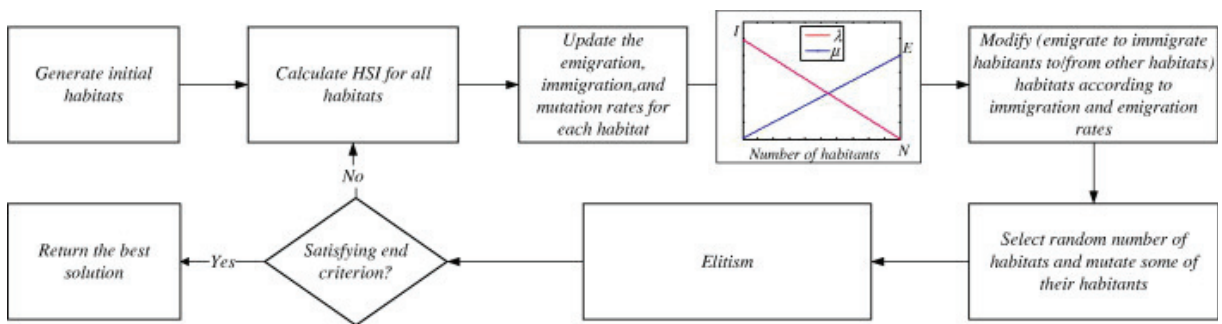 Generate initial
habitats
Calculate HSI for all
habitats
Update the
emigration,
immigration,and
mutation rates for
each habitat
I
λ
μ
E
N
Number of habitants
Modify (emigrate to immigrate
habitants to/from other habitats)
habitats according to
immigration and emigration
rates
Select random number of
habitats and mutate some of
their habitants
Elitism
Satisfying end
criterion?
No
Yes
Return the best
solution